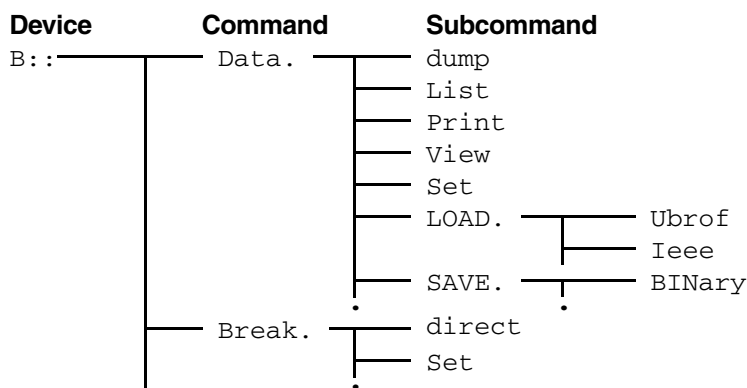 Device Command Subcommand
B:: Data. dump
List
Print
View
Set
LOAD. Ubrof
Ieee
SAVE. BINary
Break. direct
Set